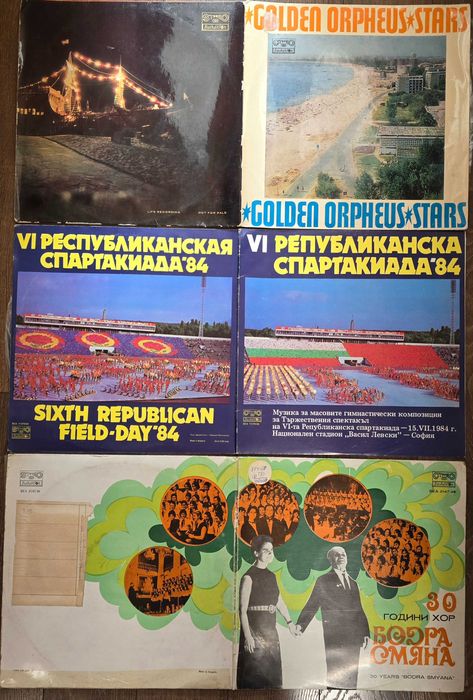 LIVE RECORDING NOT FOR SALE
*GOLDEN ORPHEUS*STARS
*GOLDEN ORPHEUS*STARS
VI РЕСПУБЛИКАНСКАЯ
СПАРТАКИАДА"84
SIXTH REPUBLICAN
FIELD-DAY"84
VI РЕПУБЛИКАНСКА
СПАРТАКИАДА"84
Музика за масовите гимнастически композиции
за Тържествения спектакъл
на VI-та Републиканска спартакиада — 15.VII.1984 г.
Национален стадион „Васил Левски" — София
30
ГОДИНИ ХОР
БОДРА
СМЯНА
30 YEARS "BODRA SMYANA"